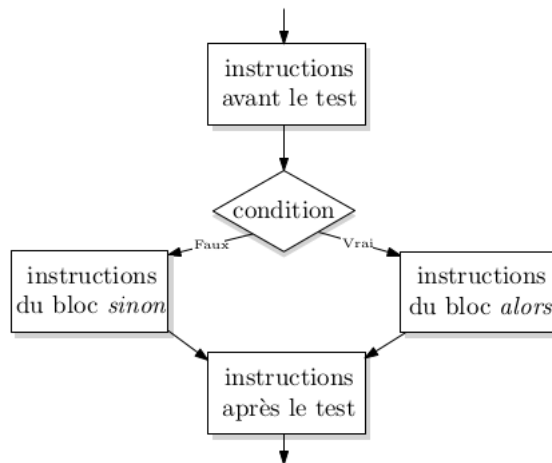 instructions
avant le test
condition
Faux
Vrai
instructions
du bloc sinon
instructions
du bloc alors
instructions
après le test